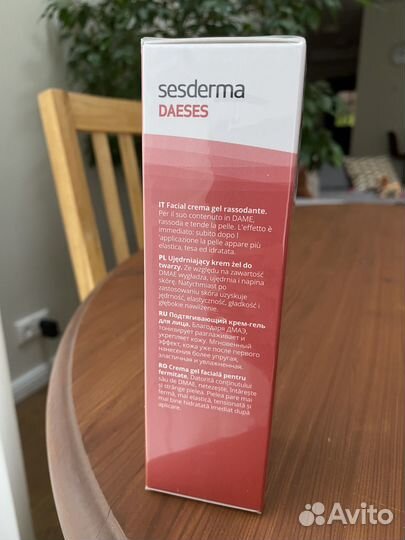 sesderma
DAESES
IT Facial crema gel rassodante.
Per il suo contenuto in DAME,
rassoda e tende la pelle. L'effetto è
immediato: subito dopo l
'applicazione la pelle appare più
elastica, tesa ed idratata.
PL Ujędrniający krem żel do
twarzy. Ze względu na zawartość
DMAE wygładza, ujędrnia i napina
skórę. Natychmiast po
zastosowaniu skóra uzyskuje
jędrność, elastyczność, gładkość i
głębokie nawilżenie.
RU Подтягивающий крем-гель
для лица. Благодаря ДМАЭ,
тонизирует разглаживает и
укрепляет кожу. Мгновенный
эффект, кожа уже после первого
нанесения более упругая,
эластичная и увлажненная.
RO Crema gel facială pentru
fermitate. Datorită conținutului
său de DMAE, netezește, întărește
și strânge pielea. Pielea pare mai
fermă, mai elastică, tensionată și
mai bine hidratată imediat după
aplicare.
Avito